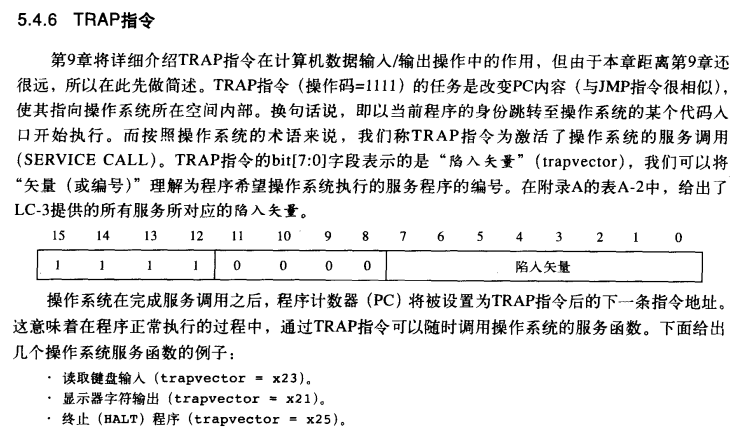 5.4.6 TRAP指令
第9章将详细介绍TRAP指令在计算机数据输入/输出操作中的作用，但由于本章距离第9章还
很远，所以在此先做简述。TRAP指令（操作码=1111）的任务是改变PC内容（与JMP指令很相似），
使其指向操作系统所在空间内部。换句话说，即以当前程序的身份跳转至操作系统的某个代码入
口开始执行。而按照操作系统的术语来说，我们称TRAP指令为激活了操作系统的服务调用
(SERVICE CALL)。TRAP指令的bit[7:0]字段表示的是“陷入矢量”(trapvector)，我们可以将
“矢量（或编号）”理解为程序希望操作系统执行的服务程序的编号。在附录A的表A-2中，给出了
LC-3提供的所有服务所对应的陷入矢量。
15 14 13 12 11 10 9 8 7 6 5 4 3 2 1 0
1 1 1 1 0 0 0 0 陷入矢量
操作系统在完成服务调用之后，程序计数器（PC）将被设置为TRAP指令后的下一条指令地址。
这意味着在程序正常执行的过程中，通过TRAP指令可以随时调用操作系统的服务函数。下面给出
几个操作系统服务函数的例子：
· 读取键盘输入 (trapvector = x23)。
· 显示器字符输出 (trapvector = x21)。
· 终止 (HALT) 程序 (trapvector = x25)。